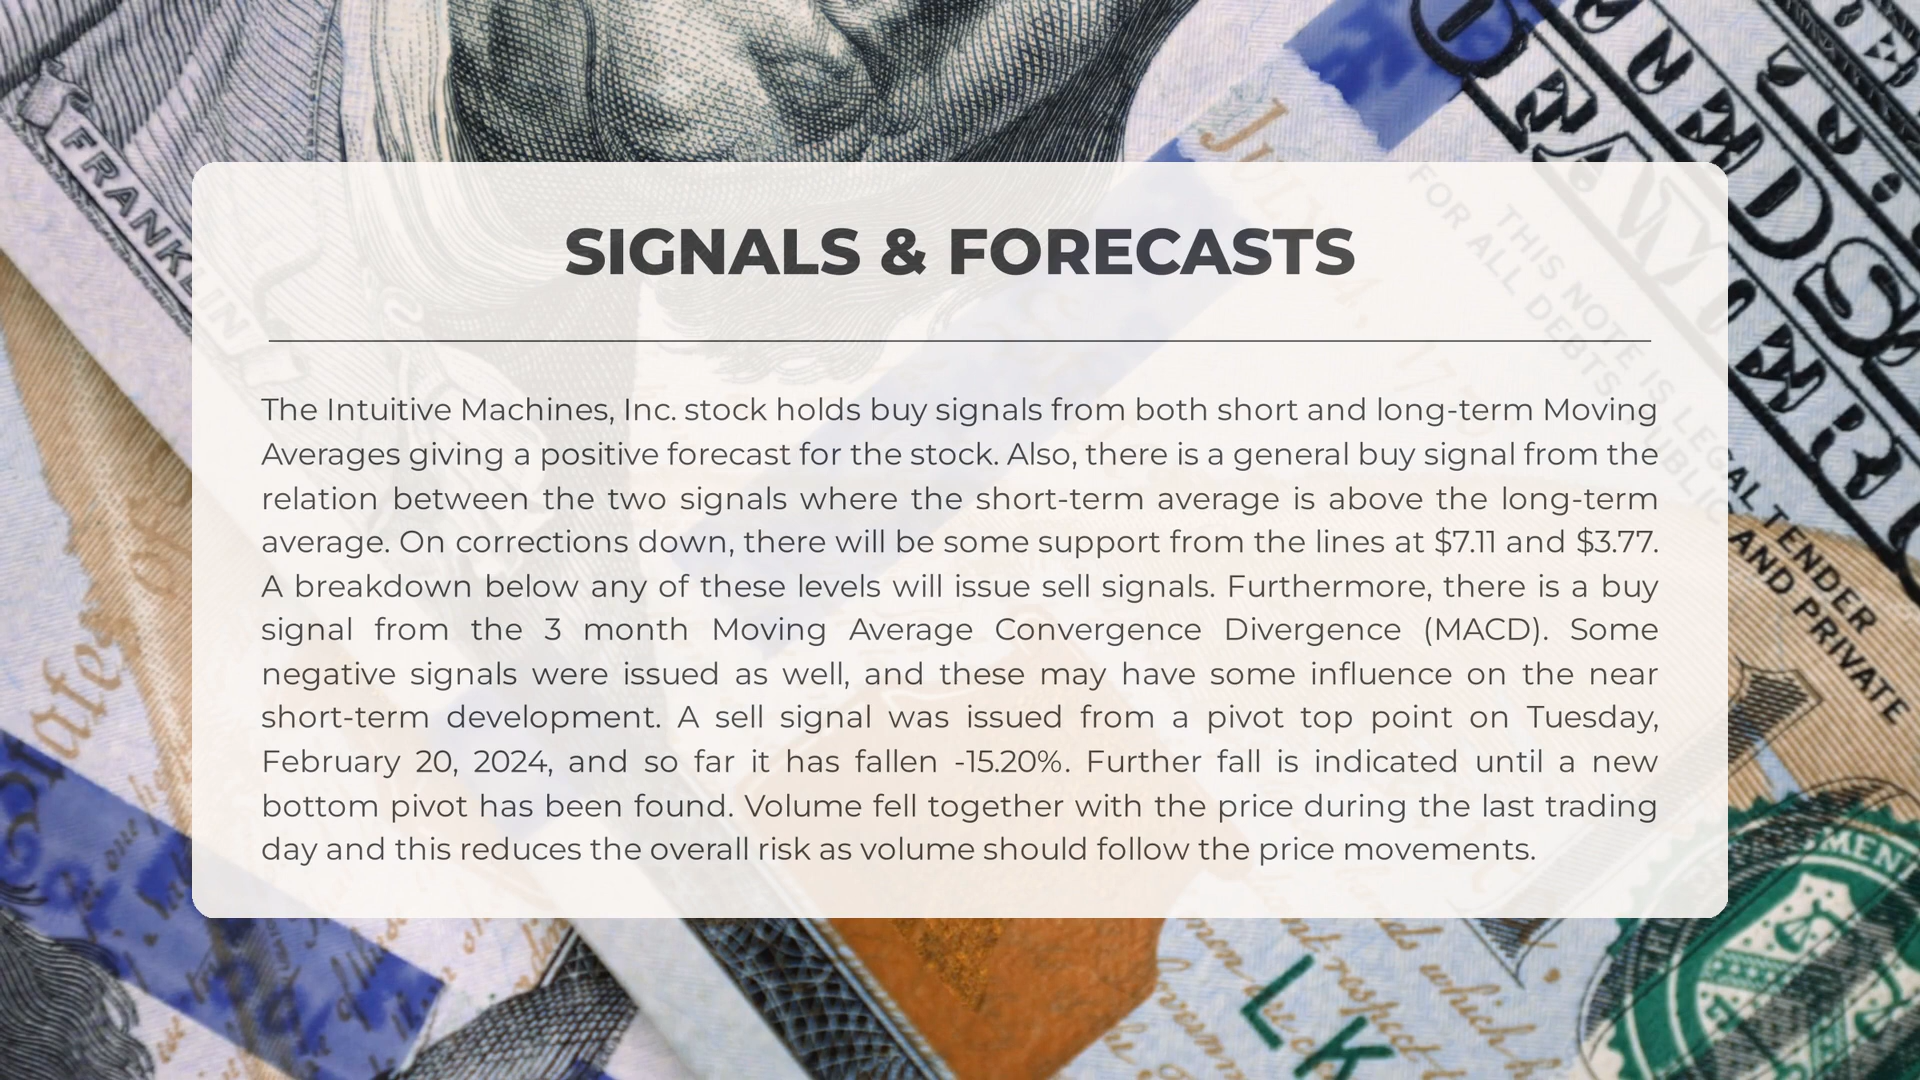 FRANKLIN
JULY 4, 177
THIS NOTE IS LEGAL TENDER
FOR ALL DEBTS, PUBLIC AND PRIVATE
SIGNALS & FORECASTS
The Intuitive Machines, Inc. stock holds buy signals from both short and long-term Moving
Averages giving a positive forecast for the stock. Also, there is a general buy signal from the
relation between the two signals where the short-term average is above the long-term
average. On corrections down, there will be some support from the lines at $7.11 and $3.77.
A breakdown below any of these levels will issue sell signals. Furthermore, there is a buy
signal from the 3 month Moving Average Convergence Divergence (MACD). Some
negative signals were issued as well, and these may have some influence on the near
short-term development. A sell signal was issued from a pivot top point on Tuesday,
February 20, 2024, and so far it has fallen -15.20%. Further fall is indicated until a new
bottom pivot has been found. Volume fell together with the price during the last trading
day and this reduces the overall risk as volume should follow the price movements.
L K